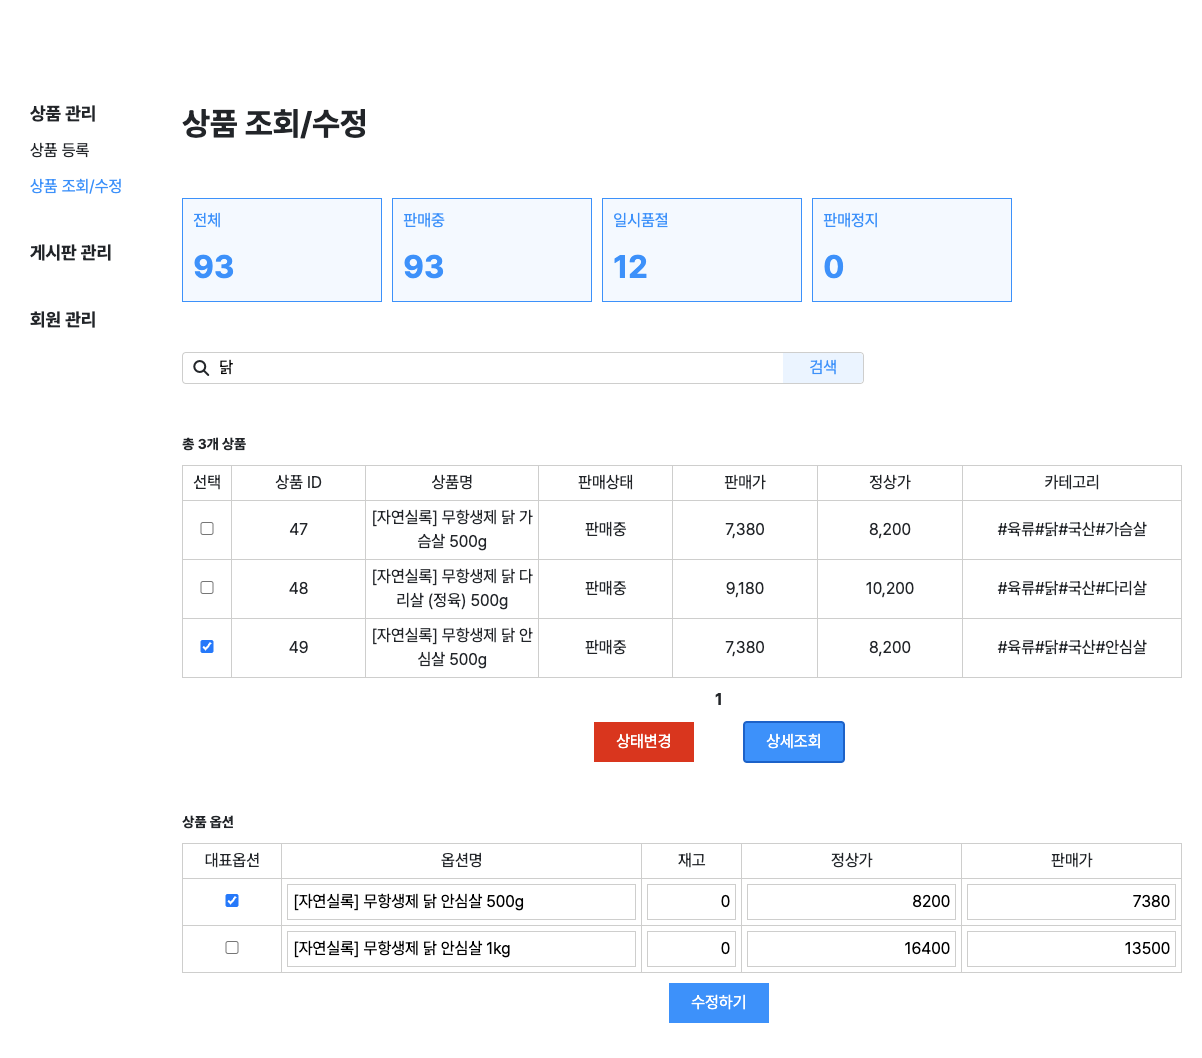 상품 관리
상품 등록
상품 조회/수정
게시판 관리
회원 관리
상품 조회/수정
전체
93
판매중
93
일시품절
12
판매정지
0
닭
검색
총 3개 상품
선택 상품 ID 상품명 판매상태 판매가 정상가 카테고리
47 [자연실록] 무항생제 닭 가
슴살 500g 판매중 7,380 8,200 #육류#닭#국산#가슴살
48 [자연실록] 무항생제 닭 다
리살 (정육) 500g 판매중 9,180 10,200 #육류#닭#국산#다리살
49 [자연실록] 무항생제 닭 안
심살 500g 판매중 7,380 8,200 #육류#닭#국산#안심살
1
상태변경 상세조회
상품 옵션
대표옵션 옵션명 재고 정상가 판매가
[자연실록] 무항생제 닭 안심살 500g 0 8200 7380
[자연실록] 무항생제 닭 안심살 1kg 0 16400 13500
수정하기